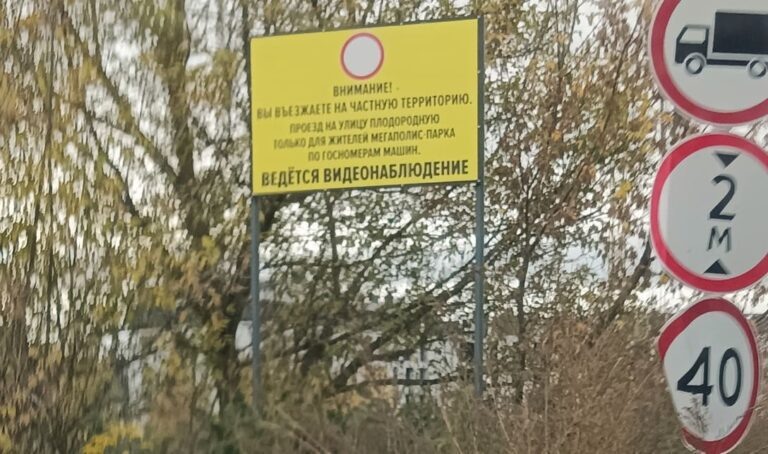 ВНИМАНИЕ!
ВЫ ВЪЕЗЖАЕТЕ НА ЧАСТНУЮ ТЕРРИТОРИЮ.
ПРОЕЗД НА УЛИЦУ ПЛОДОРОДНУЮ
ТОЛЬКО ДЛЯ ЖИТЕЛЕЙ МЕГАПОЛИС-ПАРКА
ПО ГОСНОМЕРАМ МАШИН.
ВЕДЁТСЯ ВИДЕОНАБЛЮДЕНИЕ
2
М
40